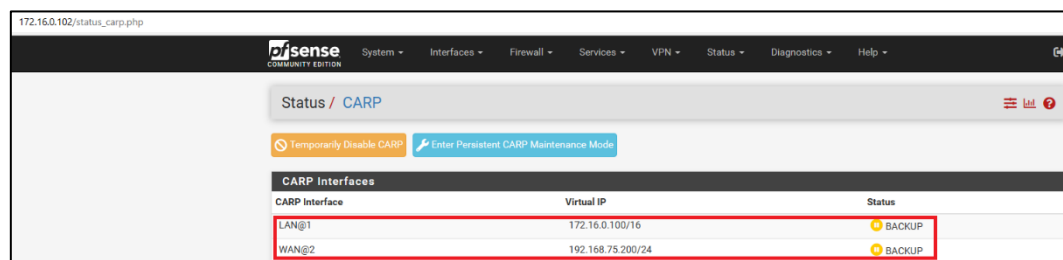 172.16.0.102/status_carp.php
pfsense System Interfaces Firewall Services VPN Status Diagnostics Help
COMMUNITY EDITION
Status / CARP
Temporarily Disable CARP Enter Persistent CARP Maintenance Mode
CARP Interfaces
CARP Interface Virtual IP Status
LAN@1 172.16.0.100/16 BACKUP
WAN@2 192.168.75.200/24 BACKUP